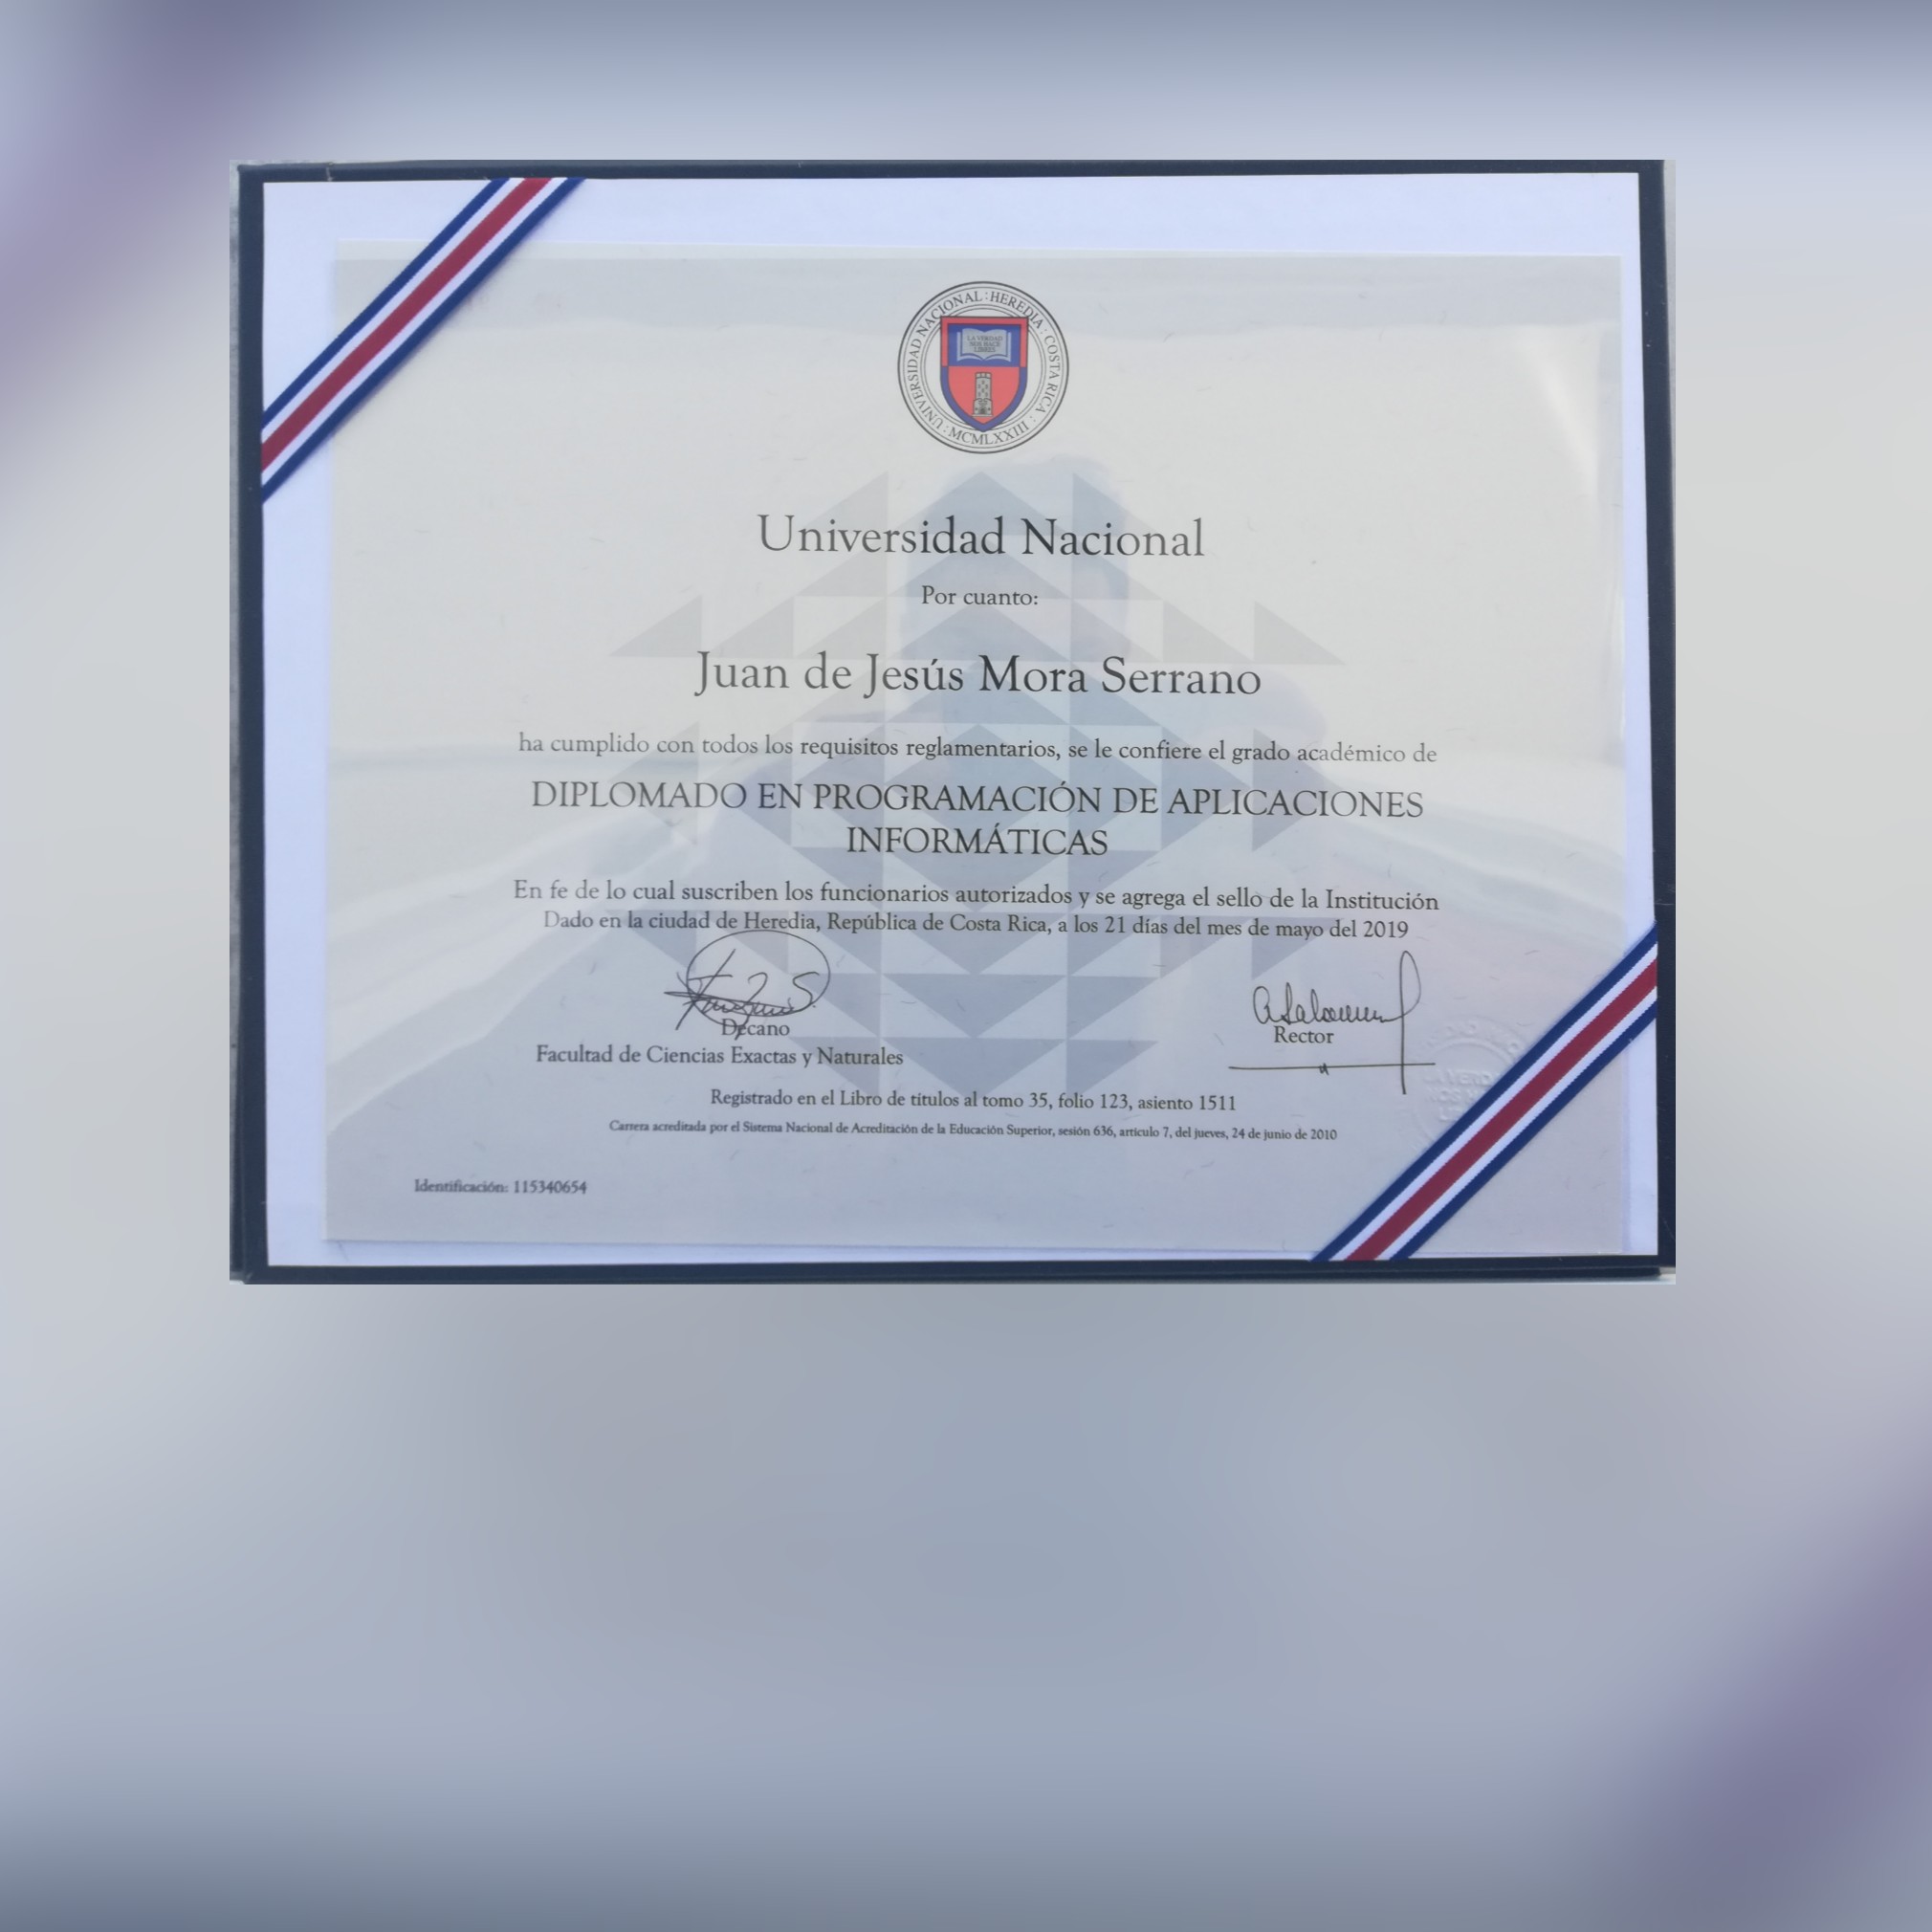 UNIVERSIDAD NACIONAL : HEREDIA : COSTA RICA : MCMLXXIII :
LA VERDAD
NOS HACE
LIBRES
Universidad Nacional
Por cuanto:
Juan de Jesús Mora Serrano
ha cumplido con todos los requisitos reglamentarios, se le confiere el grado académico de
DIPLOMADO EN PROGRAMACIÓN DE APLICACIONES
INFORMÁTICAS
En fe de lo cual suscriben los funcionarios autorizados y se agrega el sello de la Institución
Dado en la ciudad de Heredia, República de Costa Rica, a los 21 días del mes de mayo del 2019
Decano
Rector
Facultad de Ciencias Exactas y Naturales
Registrado en el Libro de títulos al tomo 35, folio 123, asiento 1511
Carrera acreditada por el Sistema Nacional de Acreditación de la Educación Superior, sesión 636, artículo 7, del jueves, 24 de junio de 2010
Identificación: 115340654